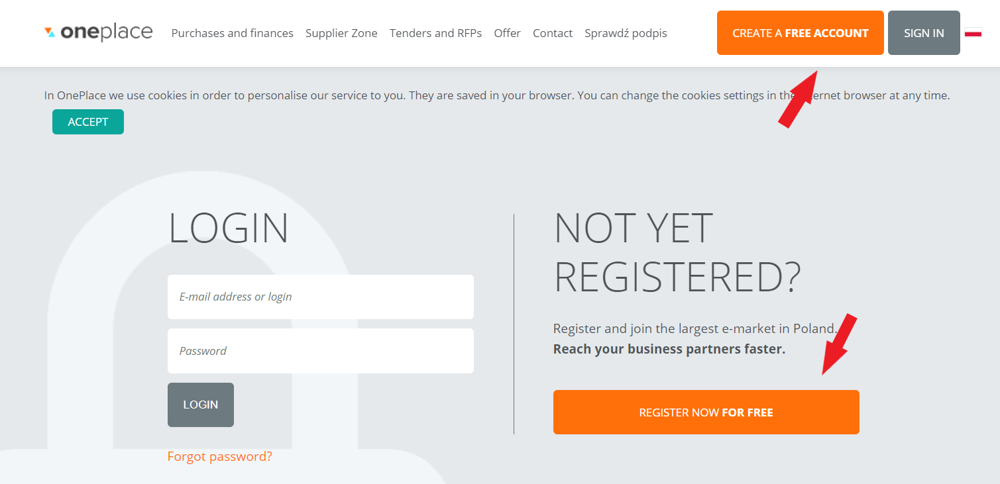 oneplace
Purchases and finances Supplier Zone Tenders and RFPs Offer Contact Sprawdź podpis
CREATE A FREE ACCOUNT
SIGN IN
In OnePlace we use cookies in order to personalise our service to you. They are saved in your browser. You can change the cookies settings in the internet browser at any time.
ACCEPT
LOGIN
E-mail address or login
Password
LOGIN
Forgot password?
NOT YET
REGISTERED?
Register and join the largest e-market in Poland.
Reach your business partners faster.
REGISTER NOW FOR FREE